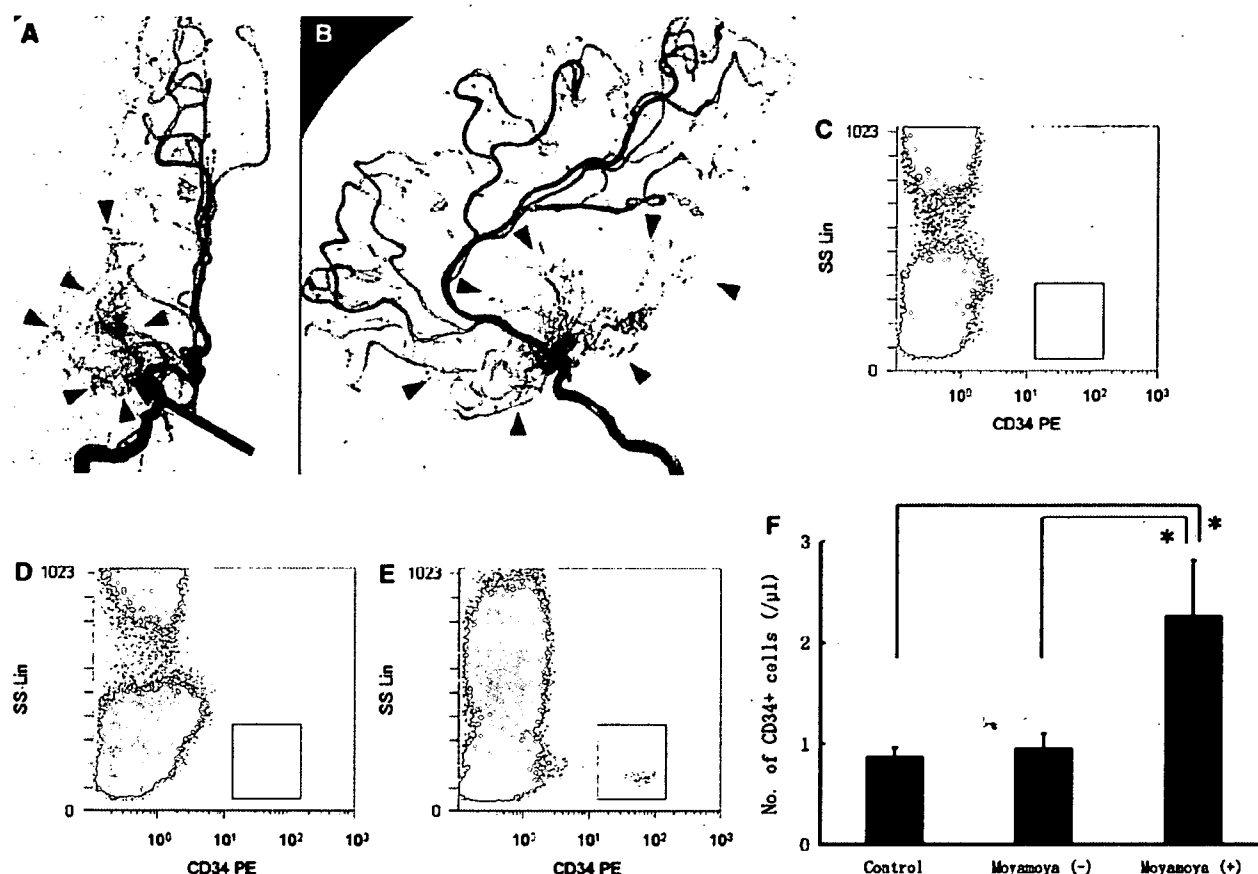 A
B
C
1023
SS Lin
0
10⁰ 10¹ 10² 10³
CD34 PE
D
1023
SS Lin
0
10⁰ 10¹ 10² 10³
CD34 PE
E
1023
SS Lin
0
10⁰ 10¹ 10² 10³
CD34 PE
F
No. of CD34+ cells (/μl)
3
2
1
0
* *
Control Moyamoya (-) Moyamoya (+)